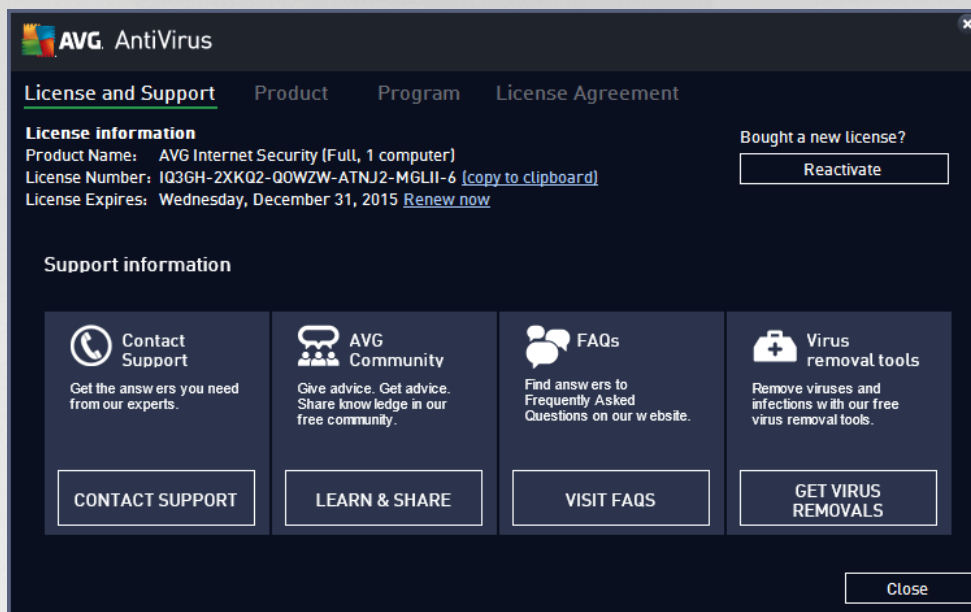 AVG. AntiVirus
License and Support Product Program License Agreement
License information
Bought a new license?
Product Name: AVG Internet Security (Full, 1 computer)
Reactivate
License Number: IQ3GH-2XKQ2-QOWZW-ATNJ2-MGLII-6 (copy to clipboard)
License Expires: Wednesday, December 31, 2015 Renew now
Support information
Contact
Support
Get the answers you need
from our experts.
CONTACT SUPPORT
AVG
Community
Give advice. Get advice.
Share knowledge in our
free community.
LEARN & SHARE
FAQs
Find answers to
Frequently Asked
Questions on our website.
VISIT FAQS
Virus
removal tools
Remove viruses and
infections with our free
virus removal tools.
GET VIRUS
REMOVALS
Close